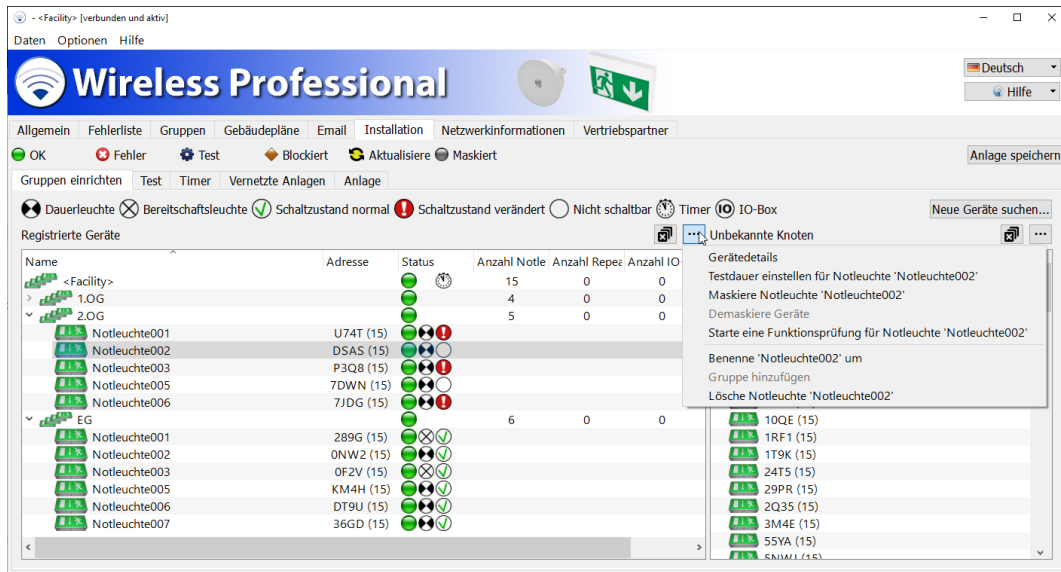 - <Facility> [verbunden und aktiv]
Daten Optionen Hilfe
Wireless Professional
Deutsch
Hilfe
Allgemein Fehlerliste Gruppen Gebäudepläne Email Installation Netzwerkinformationen Vertriebspartner
OK Fehler Test Blockiert Aktualisiere Maskiert Anlage speichern
Gruppen einrichten Test Timer Vernetzte Anlagen Anlage
Dauerleuchte Bereitschaftsleuchte Schaltzustand normal Schaltzustand verändert Nicht schaltbar Timer IO IO-Box Neue Geräte suchen...
Registrierte Geräte ... Unbekannte Knoten ...
Name Adresse Status Anzahl Notle Anzahl Repea Anzahl IO
<Facility> 15 0 0
1.OG 4 0 0
2.OG 5 0 0
Notleuchte001 U74T (15)
Notleuchte002 DSAS (15)
Notleuchte003 P3Q8 (15)
Notleuchte005 7DWN (15)
Notleuchte006 7JDG (15)
EG 6 0 0
Notleuchte001 289G (15)
Notleuchte002 0NW2 (15)
Notleuchte003 0F2V (15)
Notleuchte005 KM4H (15)
Notleuchte006 DT9U (15)
Notleuchte007 36GD (15)
Gerätedetails
Testdauer einstellen für Notleuchte 'Notleuchte002'
Maskiere Notleuchte 'Notleuchte002'
Demaskiere Geräte
Starte eine Funktionsprüfung für Notleuchte 'Notleuchte002'
Benenne 'Notleuchte002' um
Gruppe hinzufügen
Lösche Notleuchte 'Notleuchte002'
10QE (15)
1RF1 (15)
1T9K (15)
24T5 (15)
29PR (15)
2Q35 (15)
3M4E (15)
55YA (15)